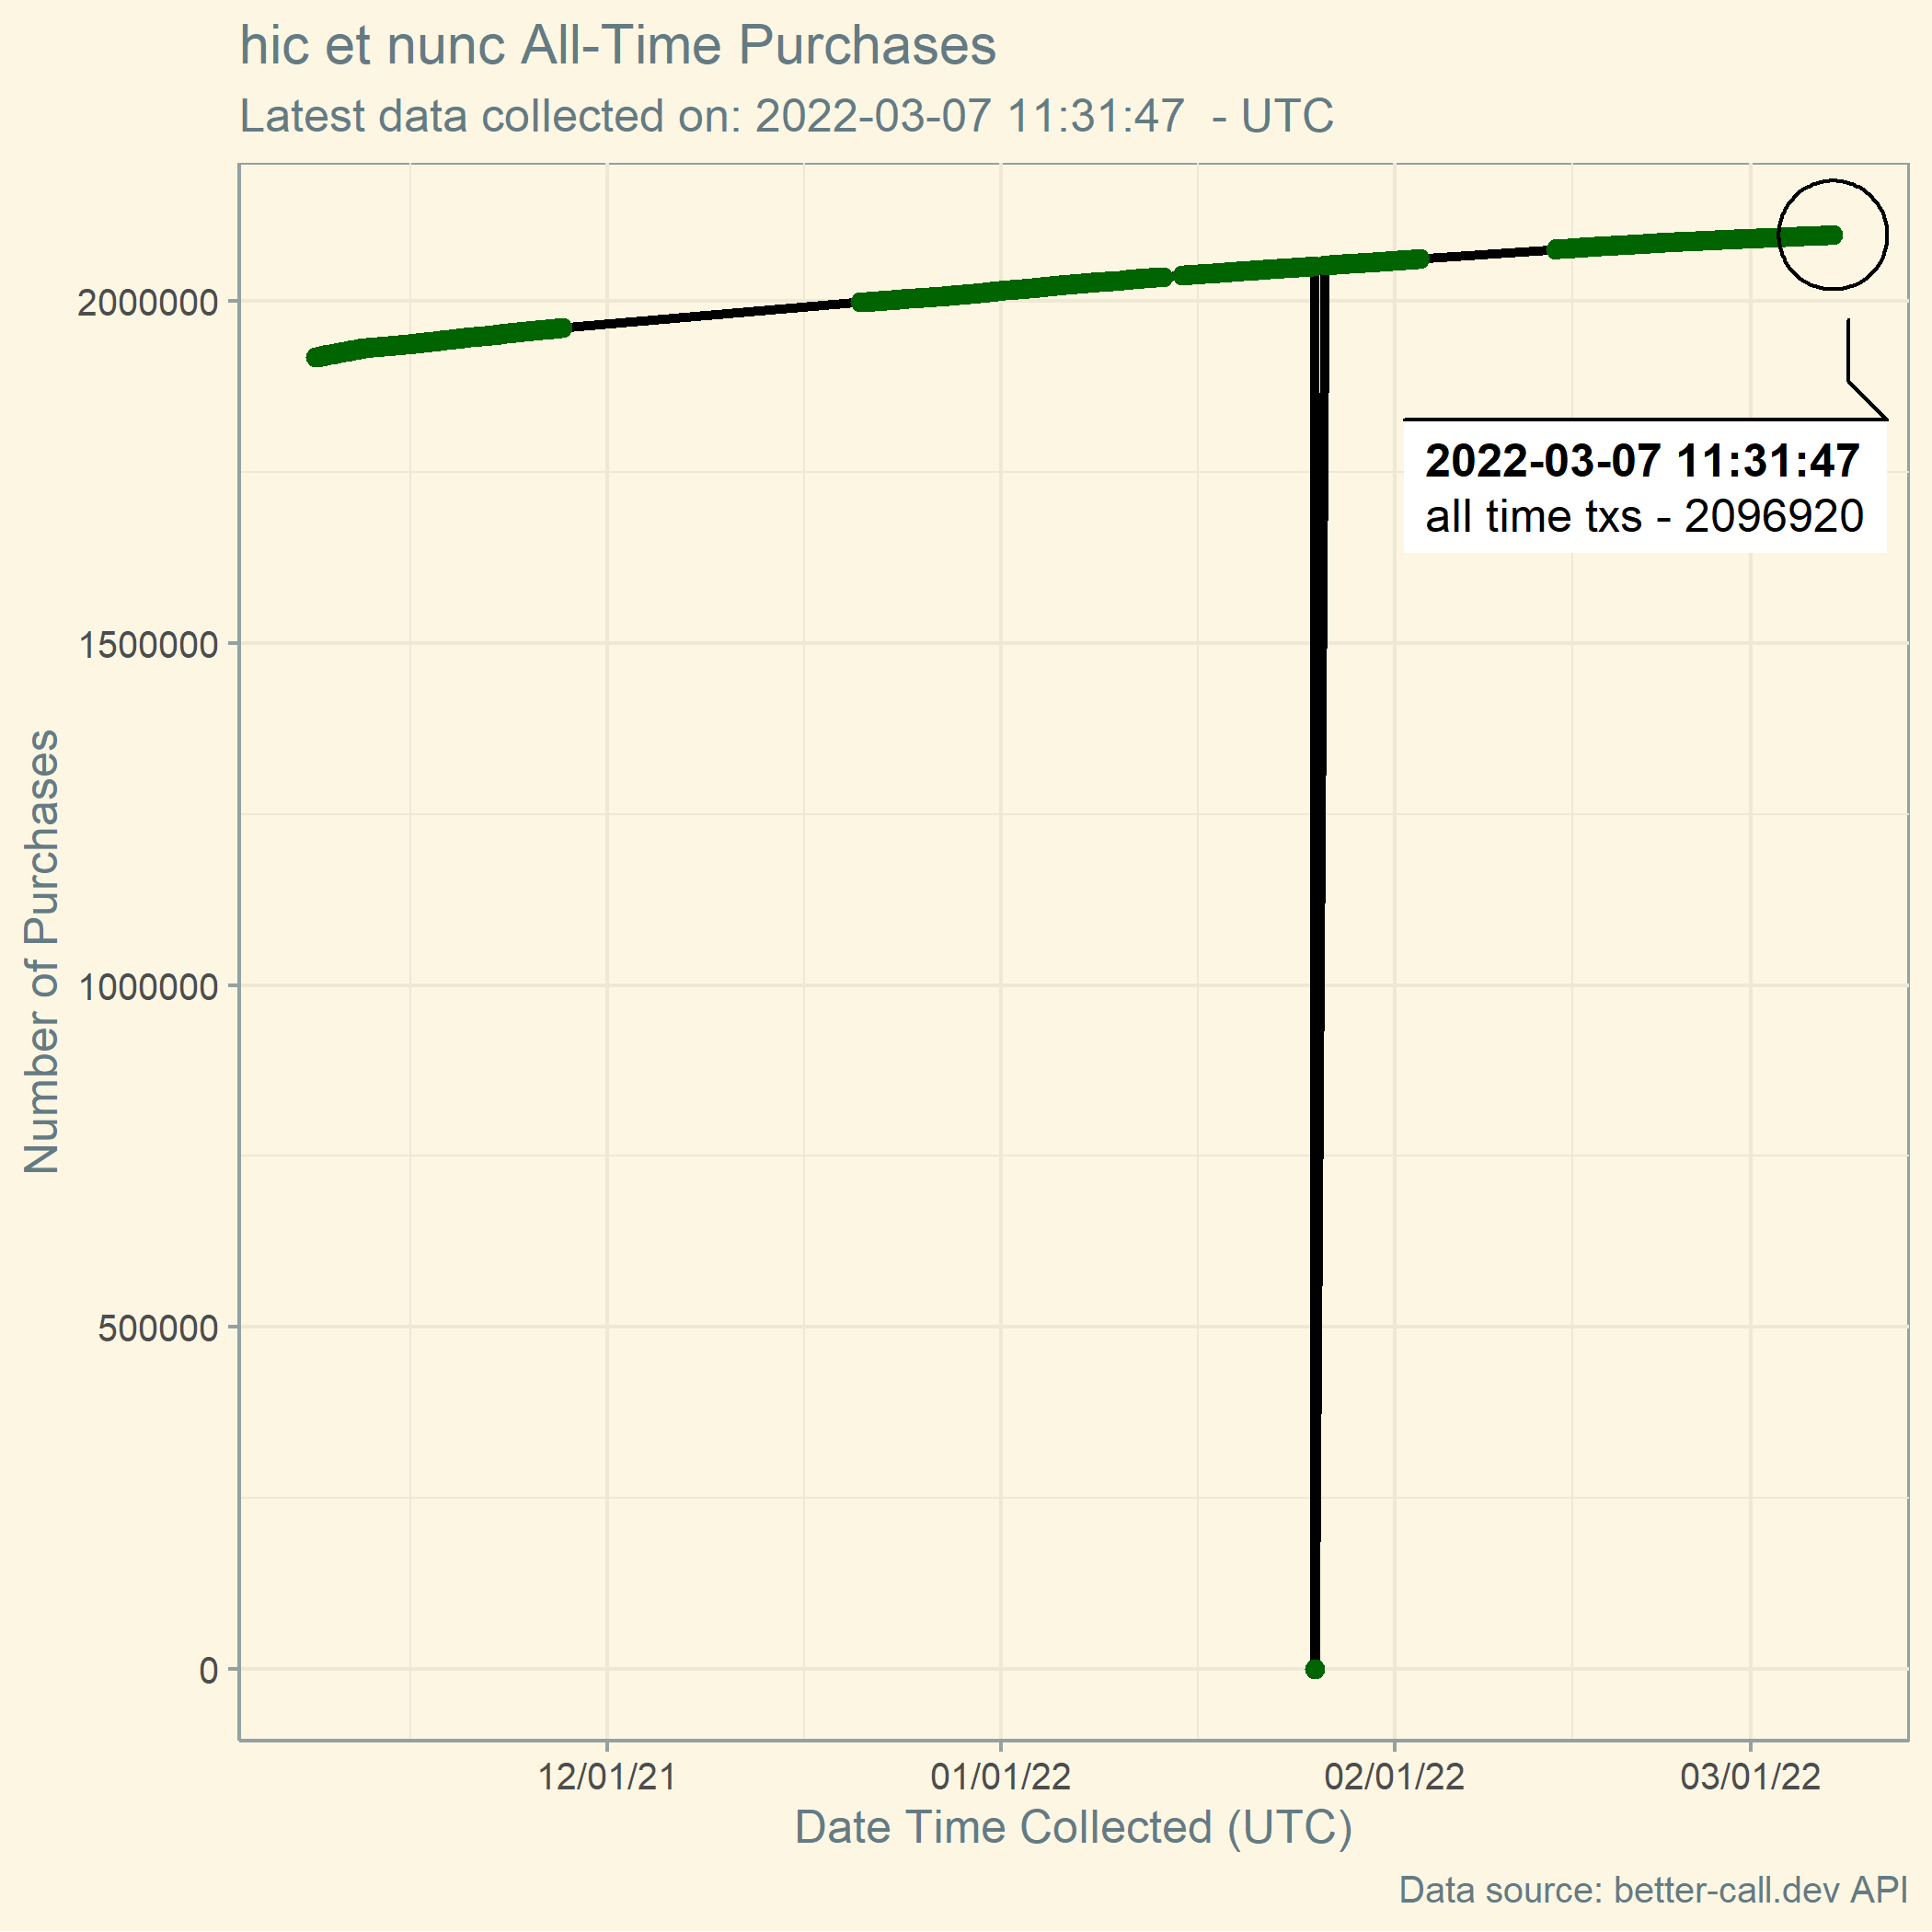 hic et nunc All-Time Purchases
Latest data collected on: 2022-03-07 11:31:47  - UTC
2022-03-07 11:31:47
all time txs - 2096920
Number of Purchases
2000000
1500000
1000000
500000
0
12/01/21
01/01/22
02/01/22
03/01/22
Date Time Collected (UTC)
Data source: better-call.dev API